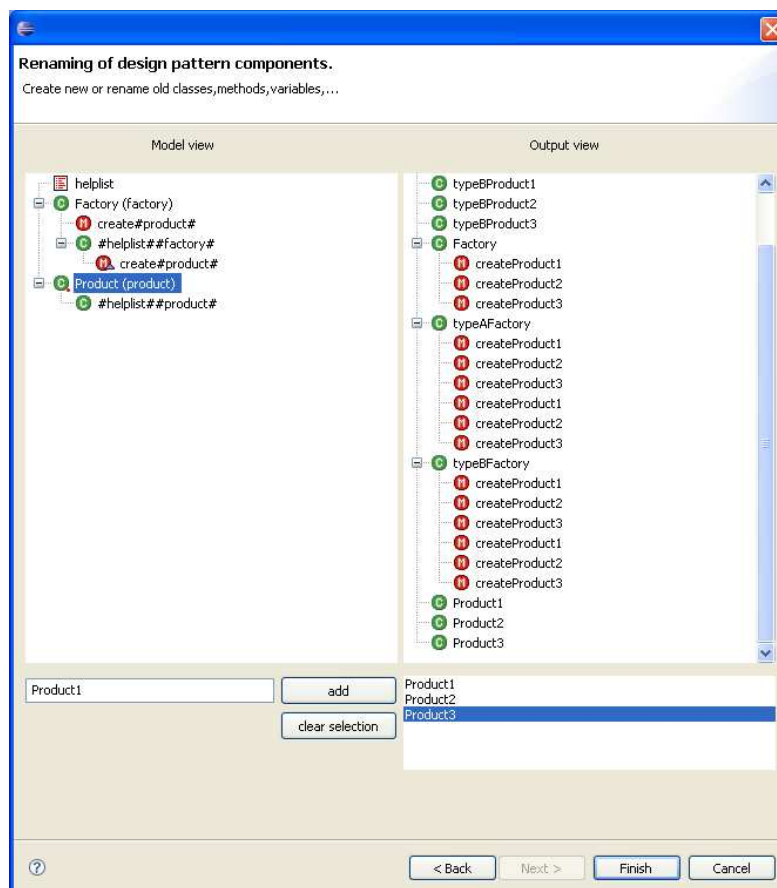 Renaming of design pattern components.
Create new or rename old classes,methods,variables,...
Model view
helplist
Factory (factory)
create#product#
#helplist##factory#
create#product#
Product (product)
#helplist##product#
Output view
typeBProduct1
typeBProduct2
typeBProduct3
Factory
createProduct1
createProduct2
createProduct3
typeAFactory
createProduct1
createProduct2
createProduct3
createProduct1
createProduct2
createProduct3
typeBFactory
createProduct1
createProduct2
createProduct3
createProduct1
createProduct2
createProduct3
Product1
Product2
Product3
Product1
add
clear selection
Product1
Product2
Product3
< Back
Next >
Finish
Cancel